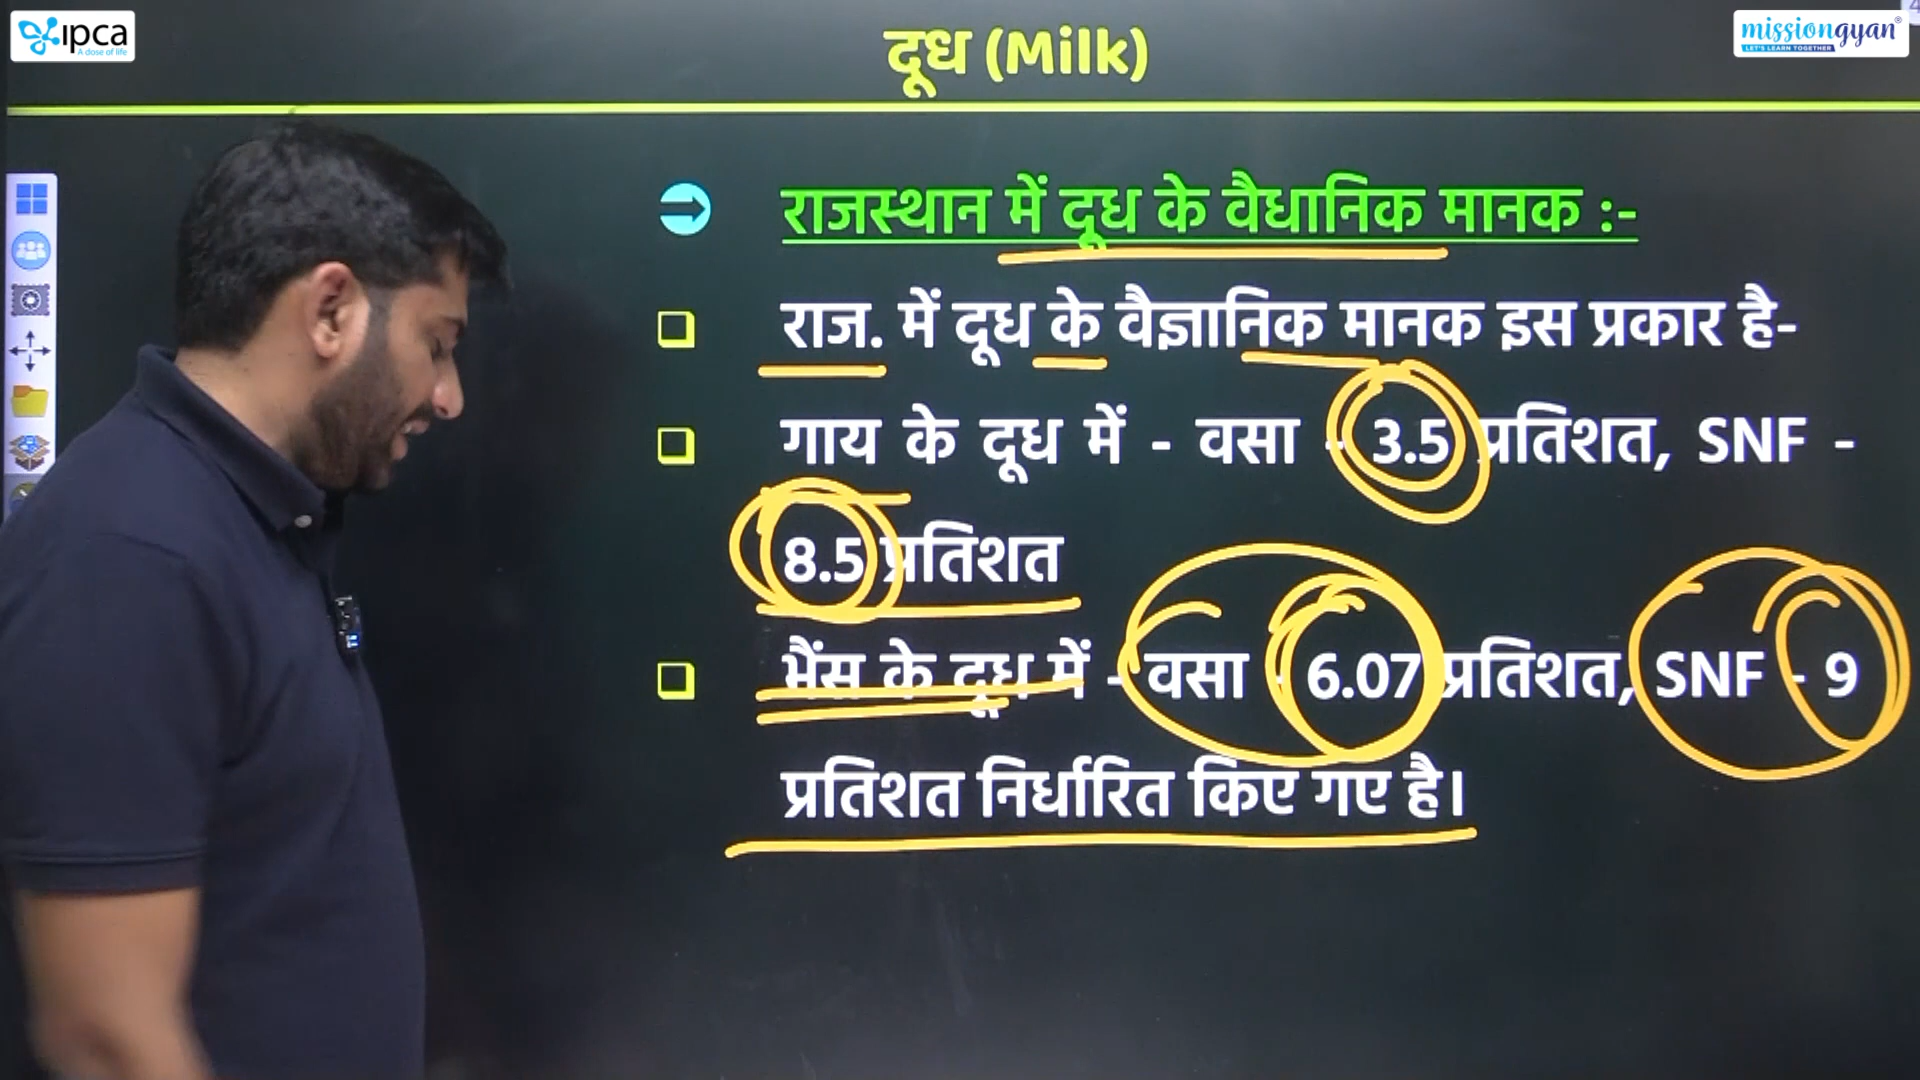 ipca
A dose of life
दूध (Milk)
missiongyan®
LET'S LEARN TOGETHER
राजस्थान में दूध के वैधानिक मानक :-
राज. में दूध के वैज्ञानिक मानक इस प्रकार है-
गाय के दूध में - वसा - 3.5 प्रतिशत, SNF -
8.5 प्रतिशत
भैंस के दूध में - वसा - 6.07 प्रतिशत, SNF - 9
प्रतिशत निर्धारित किए गए है।